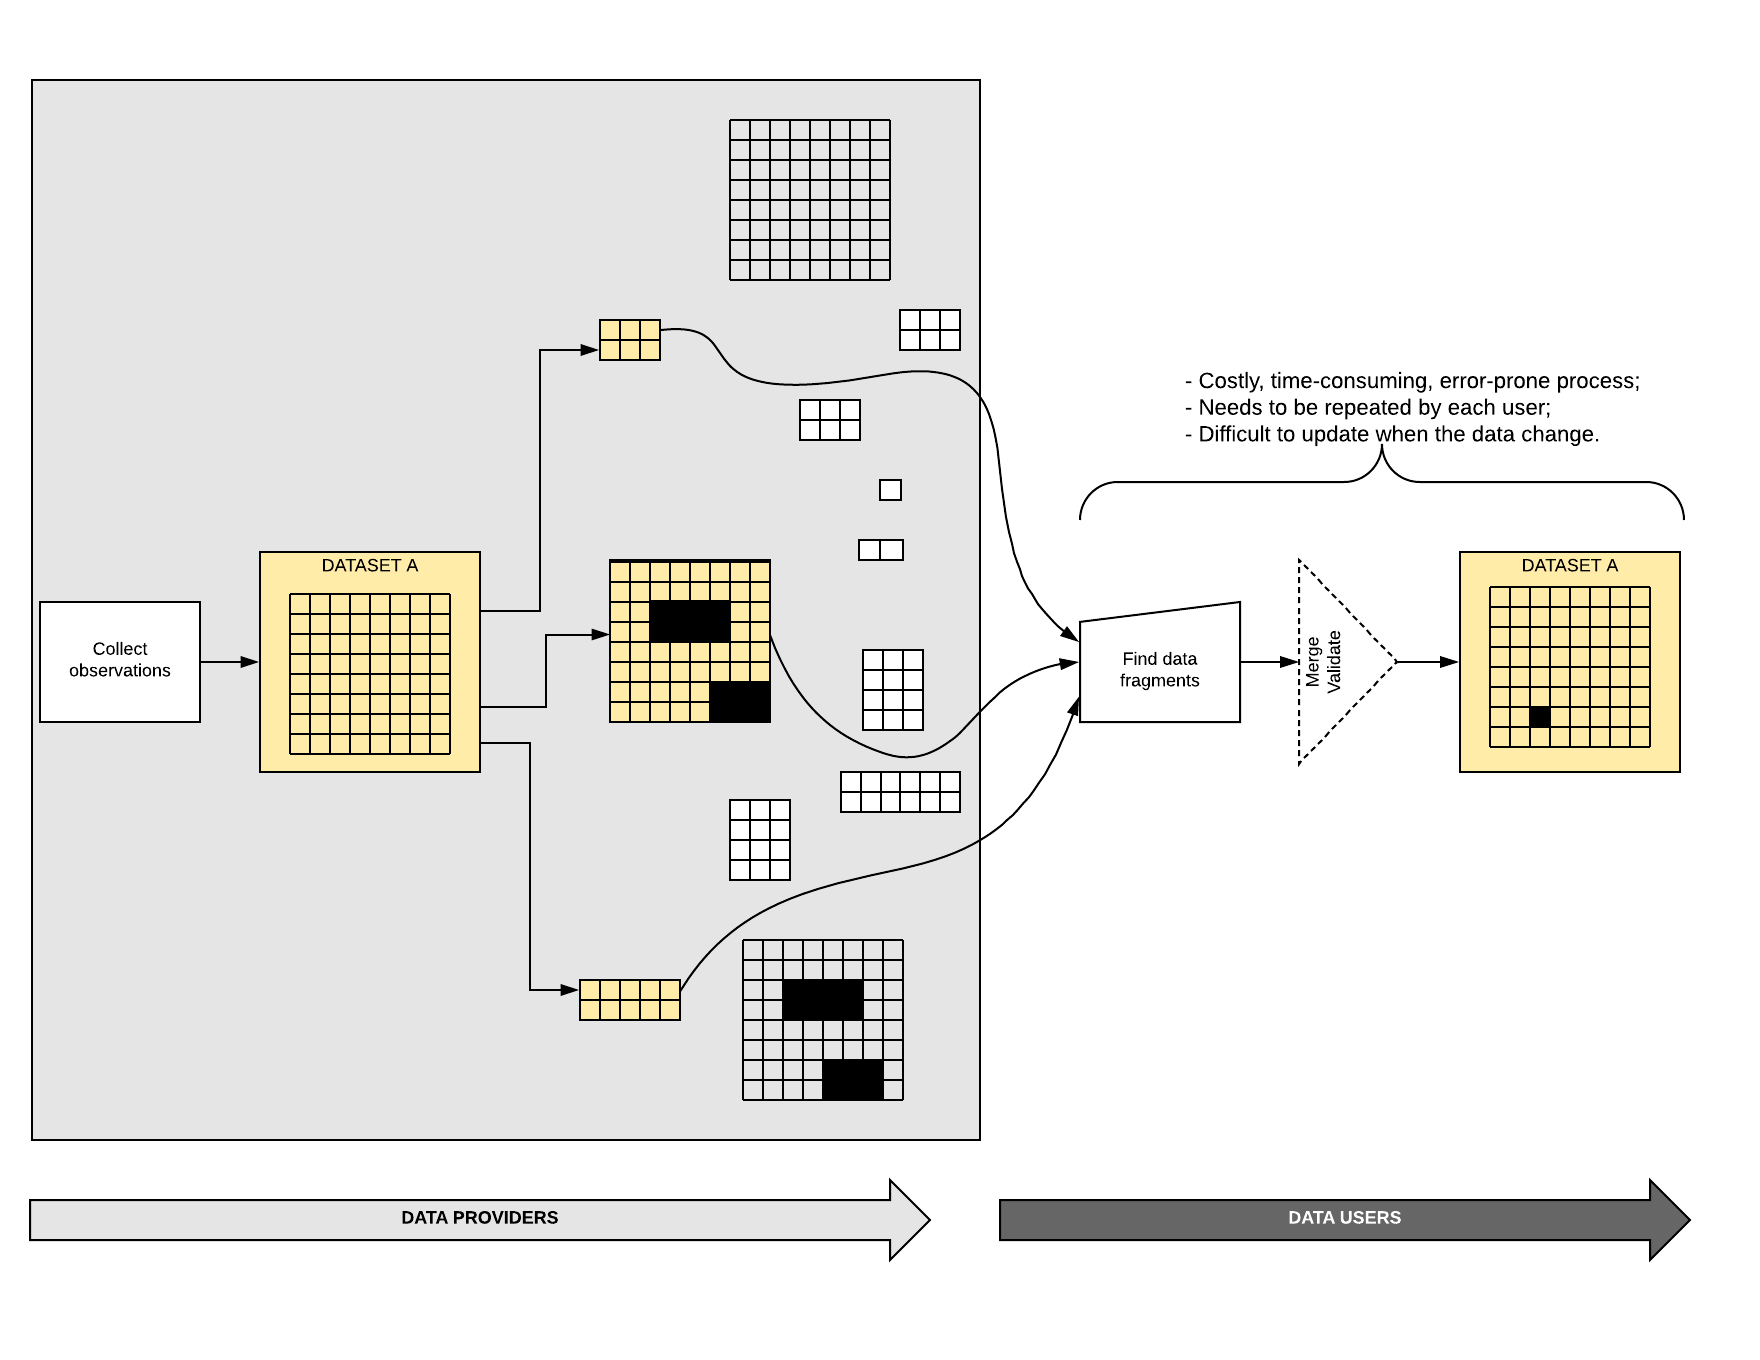 - Costly, time-consuming, error-prone process;
- Needs to be repeated by each user;
- Difficult to update when the data change.
Collect
observations
DATASET A
Find data
fragments
Merge
Validate
DATASET A
DATA PROVIDERS
DATA USERS